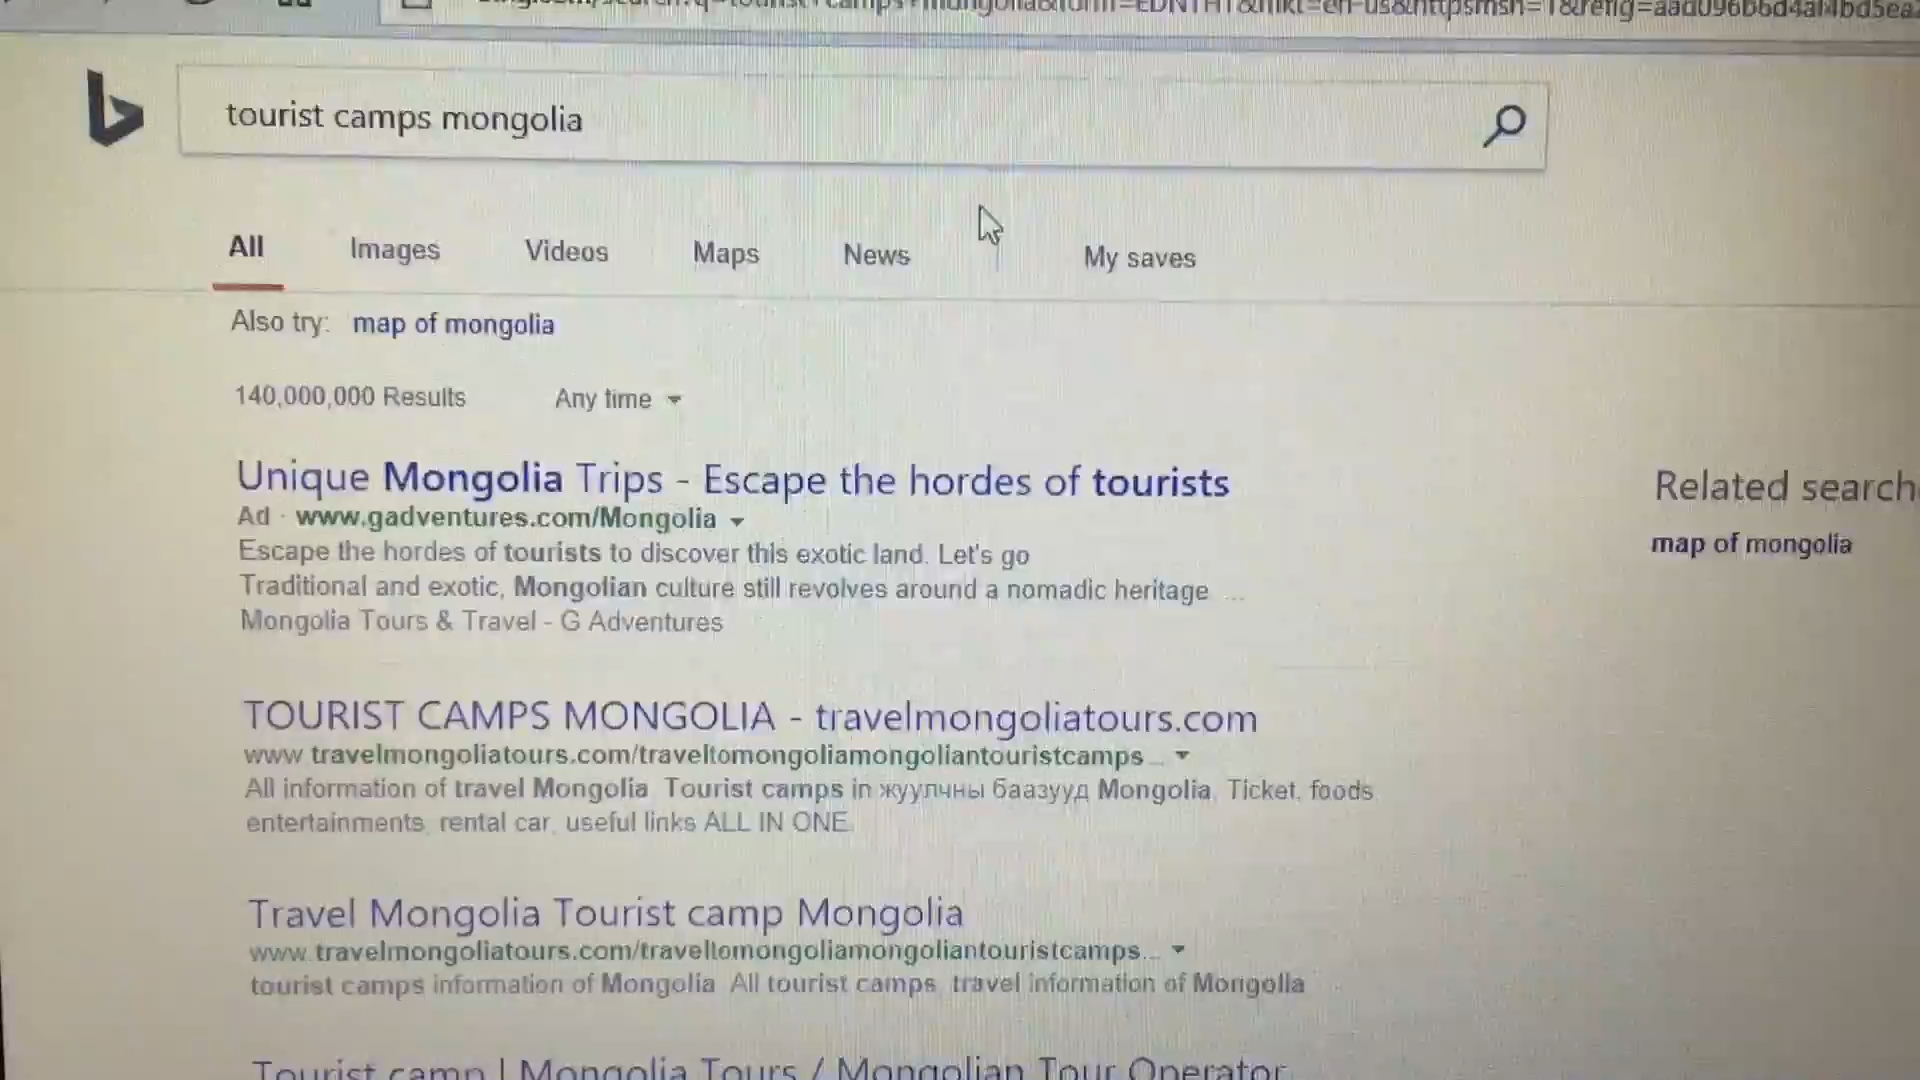 tourist camps mongolia
All Images Videos Maps News My saves
Also try: map of mongolia
140,000,000 Results Any time
Unique Mongolia Trips - Escape the hordes of tourists
Ad · www.gadventures.com/Mongolia
Escape the hordes of tourists to discover this exotic land. Let's go
Traditional and exotic, Mongolian culture still revolves around a nomadic heritage ...
Mongolia Tours & Travel - G Adventures
Related search
map of mongolia
TOURIST CAMPS MONGOLIA - travelmongoliatours.com
www.travelmongoliatours.com/traveltomongoliamongoliantouristcamps...
All information of travel Mongolia. Tourist camps in жуулчны баазууд Mongolia, Ticket, foods
entertainments, rental car, useful links ALL IN ONE.
Travel Mongolia Tourist camp Mongolia
www.travelmongoliatours.com/traveltomongoliamongoliantouristcamps...
tourist camps information of Mongolia. All tourist camps, travel information of Mongolia
Tourist camp | Mongolia Tours / Mongolian Tour Operator